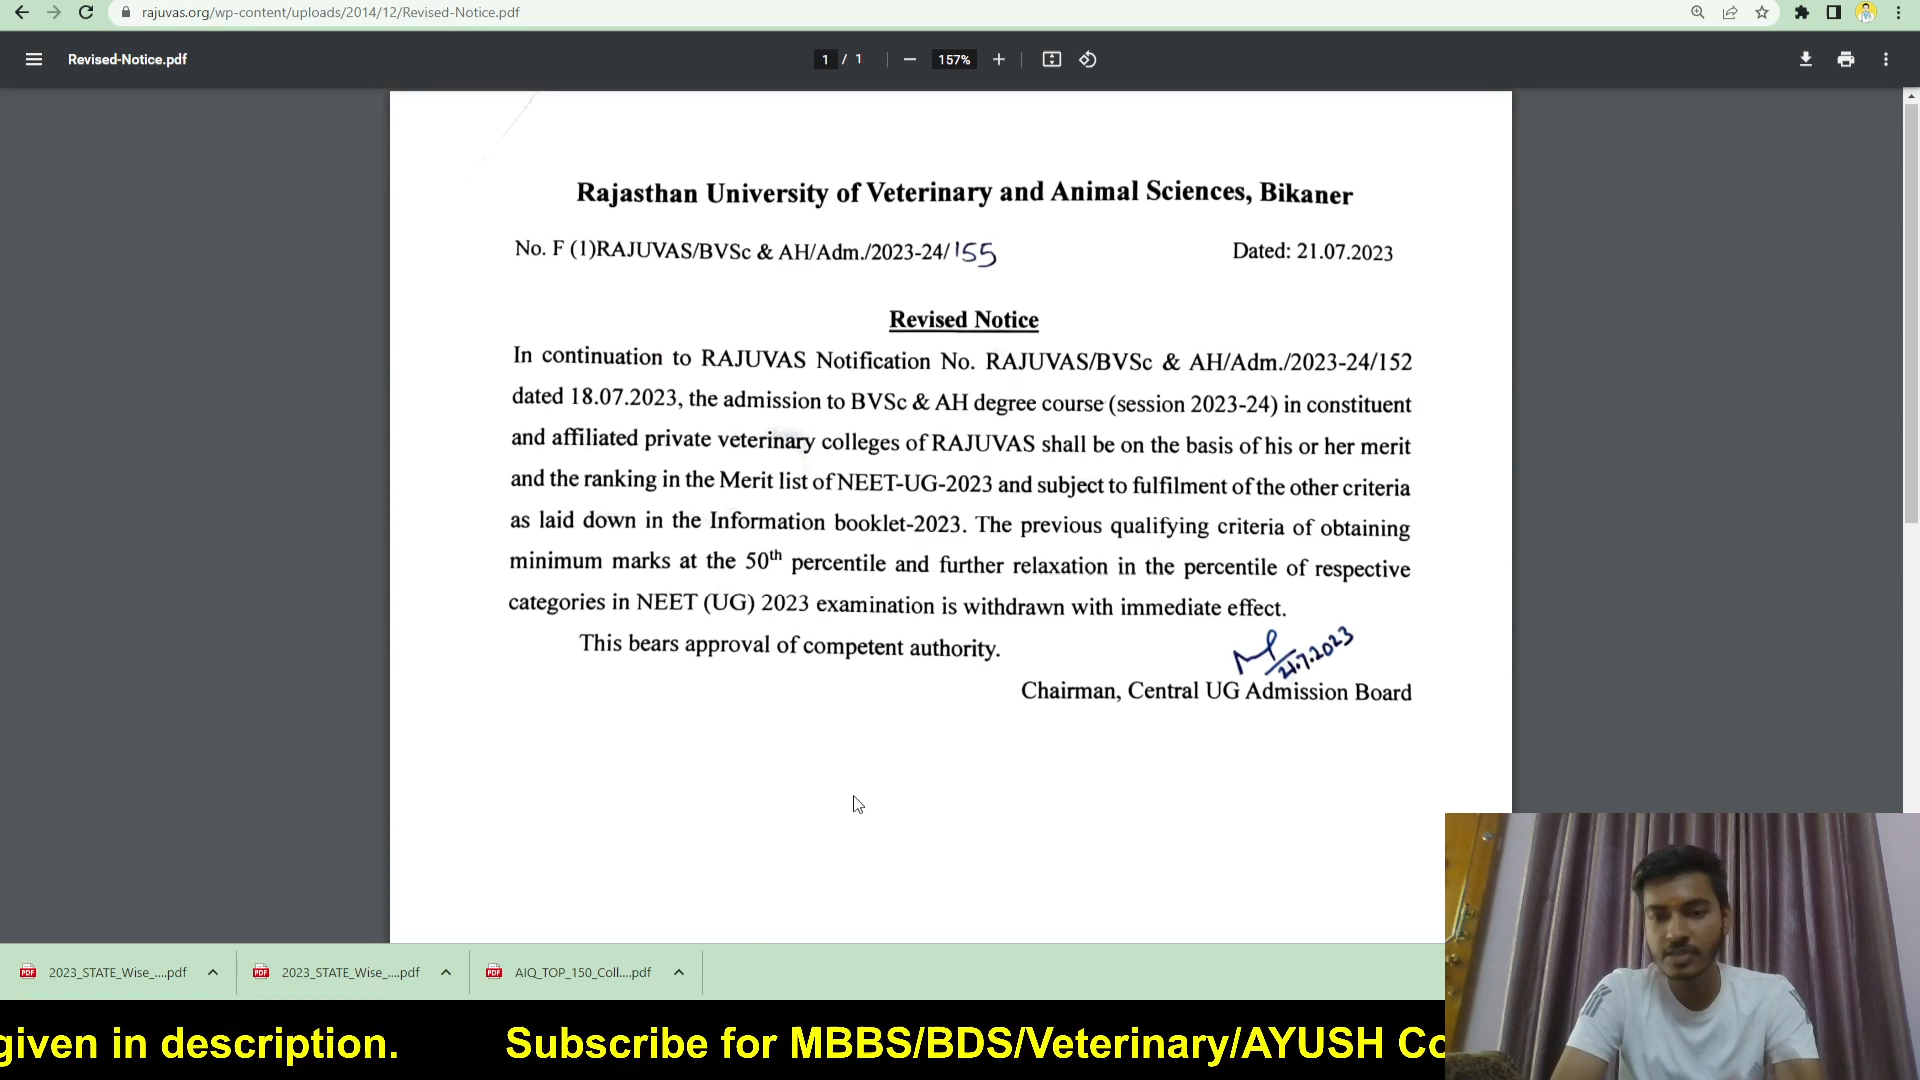 rajuvas.org/wp-content/uploads/2014/12/Revised-Notice.pdf
Revised-Notice.pdf
1 / 1
157%
Rajasthan University of Veterinary and Animal Sciences, Bikaner
No. F (1)RAJUVAS/BVSc & AH/Adm./2023-24/155 Dated: 21.07.2023
Revised Notice
In continuation to RAJUVAS Notification No. RAJUVAS/BVSc & AH/Adm./2023-24/152
dated 18.07.2023, the admission to BVSc & AH degree course (session 2023-24) in constituent
and affiliated private veterinary colleges of RAJUVAS shall be on the basis of his or her merit
and the ranking in the Merit list of NEET-UG-2023 and subject to fulfilment of the other criteria
as laid down in the Information booklet-2023. The previous qualifying criteria of obtaining
minimum marks at the 50th percentile and further relaxation in the percentile of respective
categories in NEET (UG) 2023 examination is withdrawn with immediate effect.
This bears approval of competent authority.
21.7.2023
Chairman, Central UG Admission Board
2023_STATE_Wise_....pdf
2023_STATE_Wise_....pdf
AIQ_TOP_150_Coll....pdf
given in description. Subscribe for MBBS/BDS/Veterinary/AYUSH Co